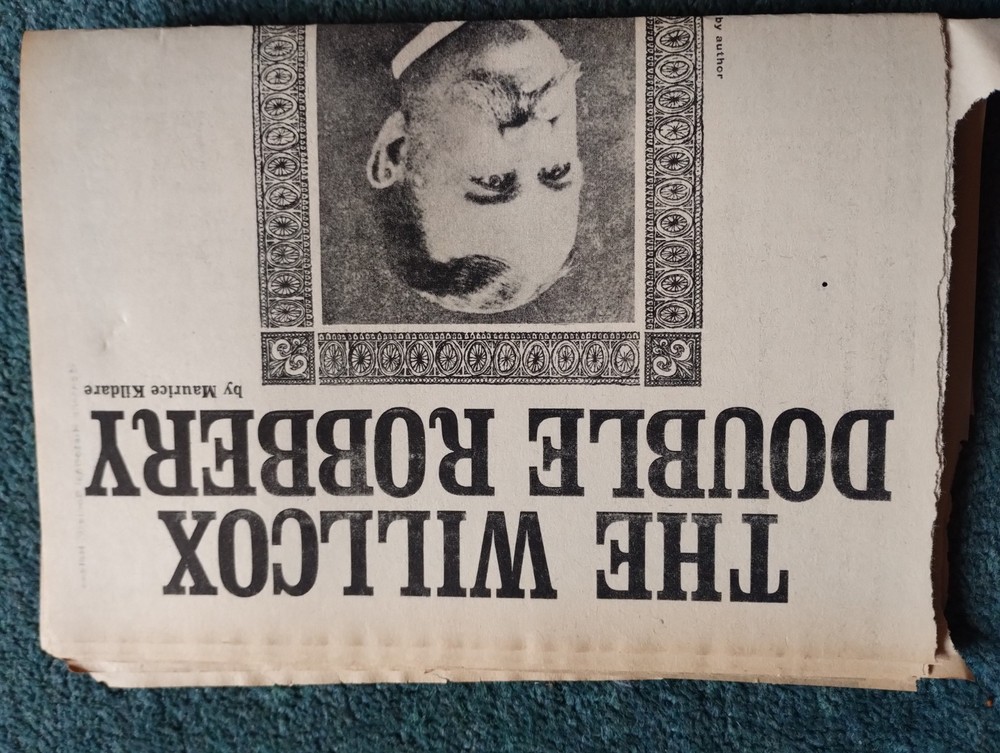 THE WILLCOX
DOUBLE ROBBERY
by Maurice Kildare
by author